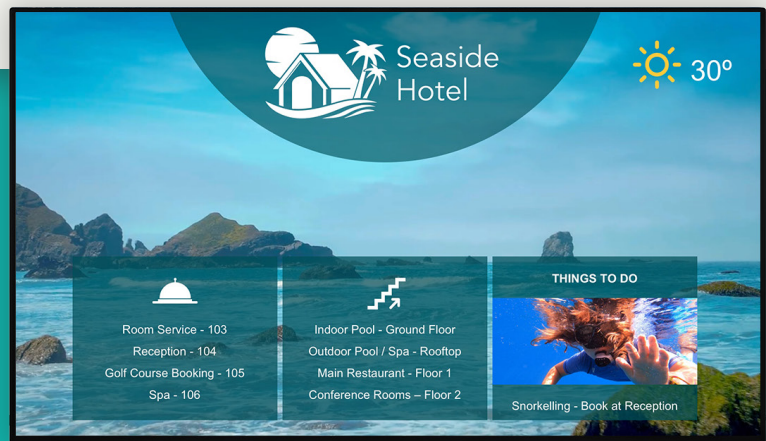 Seaside
Hotel
30º
Room Service - 103
Reception - 104
Golf Course Booking - 105
Spa - 106
Indoor Pool - Ground Floor
Outdoor Pool / Spa - Rooftop
Main Restaurant - Floor 1
Conference Rooms – Floor 2
THINGS TO DO
Snorkelling - Book at Reception